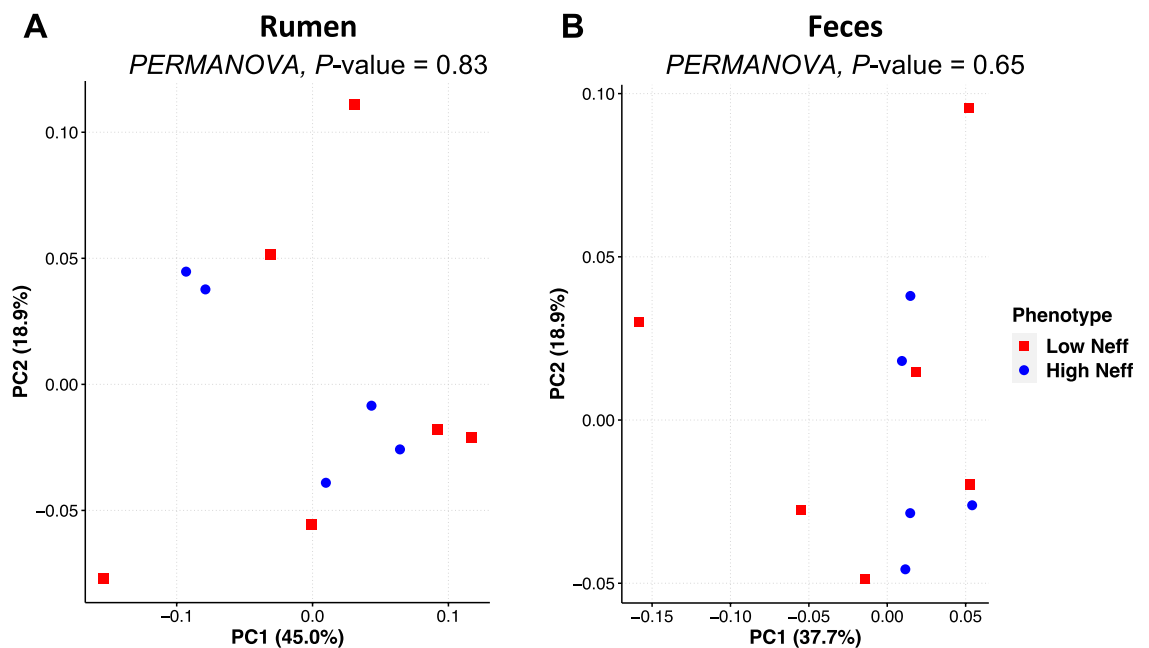 A
Rumen
PERMANOVA, P-value = 0.83
0.10
0.05
0.00
−0.05
PC2 (18.9%)
−0.1
0.0
0.1
PC1 (45.0%)
B
Feces
PERMANOVA, P-value = 0.65
0.10
0.05
0.00
−0.05
PC2 (18.9%)
−0.15
−0.10
−0.05
0.00
0.05
PC1 (37.7%)
Phenotype
Low Neff
High Neff